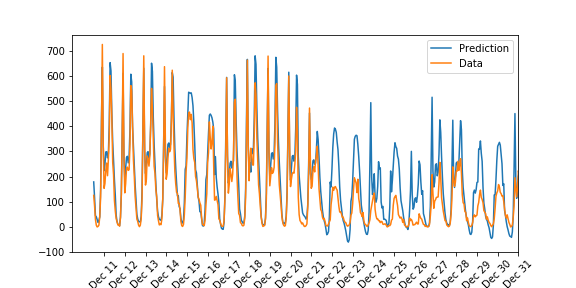 700
600
500
400
300
200
100
0
−100
Prediction
Data
Dec 11
Dec 12
Dec 13
Dec 14
Dec 15
Dec 16
Dec 17
Dec 18
Dec 19
Dec 20
Dec 21
Dec 22
Dec 23
Dec 24
Dec 25
Dec 26
Dec 27
Dec 28
Dec 29
Dec 30
Dec 31